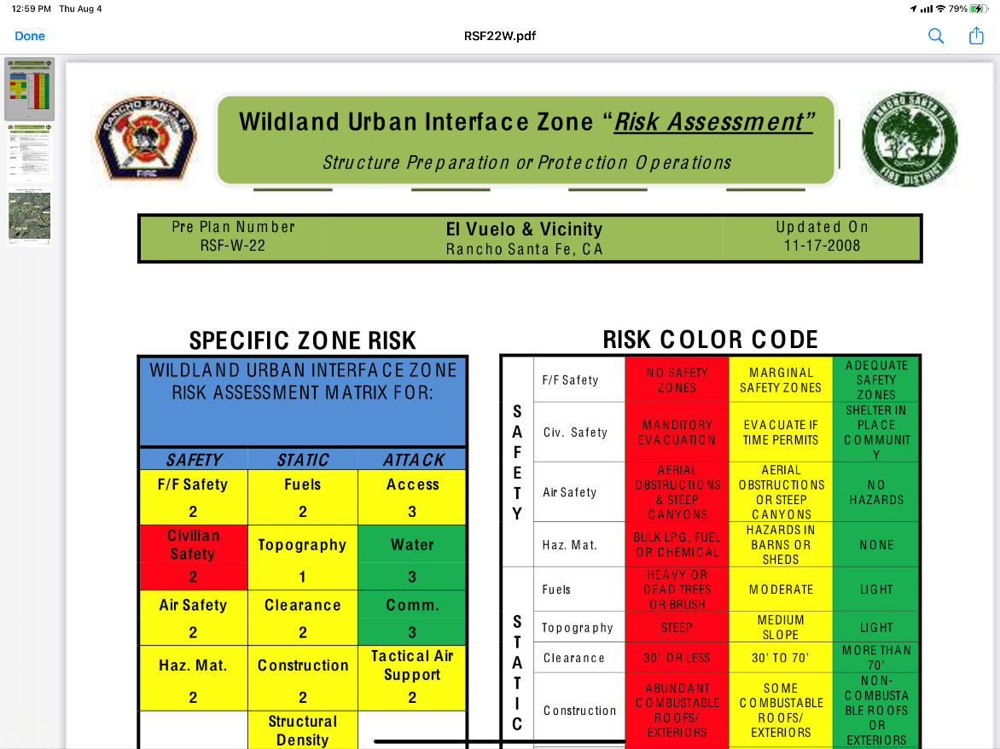 12:59 PM Thu Aug 4
79%
Done
RSF22W.pdf
RANCHO SANTA FE
FIRE
Wildland Urban Interface Zone “Risk Assessment”
Structure Preparation or Protection Operations
RANCHO SANTA FE
FIRE DISTRICT
Pre Plan Number
RSF-W-22
El Vuelo & Vicinity
Rancho Santa Fe, CA
Updated On
11-17-2008
SPECIFIC ZONE RISK
WILDLAND URBAN INTERFACE ZONE
RISK ASSESSMENT MATRIX FOR:
SAFETY STATIC ATTACK
F/F Safety Fuels Access
2 2 3
Civilian
Safety
Topography Water
2 1 3
Air Safety Clearance Comm.
2 2 3
Haz. Mat. Construction
Tactical Air
Support
2 2 2
Structural
Density
RISK COLOR CODE
SAFETY
F/F Safety
NO SAFETY
ZONES
MARGINAL
SAFETY ZONES
ADEQUATE
SAFETY
ZONES
Civ. Safety
MANDITORY
EVACUATION
EVACUATE IF
TIME PERMITS
SHELTER IN
PLACE
COMMUNIT
Y
Air Safety
AERIAL
OBSTRUCTIONS
& STEEP
CANYONS
AERIAL
OBSTRUCTIONS
OR STEEP
CANYONS
NO
HAZARDS
Haz. Mat.
BULK LPG, FUEL
OR CHEMICAL
HAZARDS IN
BARNS OR
SHEDS
NONE
STATIC
Fuels
HEAVY OR
DEAD TREES
OR BRUSH
MODERATE
LIGHT
Topography
STEEP
MEDIUM
SLOPE
LIGHT
Clearance
30’ OR LESS
30’ TO 70’
MORE THAN
70’
Construction
ABUNDANT
COMBUSTABLE
ROOFS/
EXTERIORS
SOME
COMBUSTABLE
ROOFS/
EXTERIORS
NON-
COMBUSTA
BLE ROOFS
OR
EXTERIORS